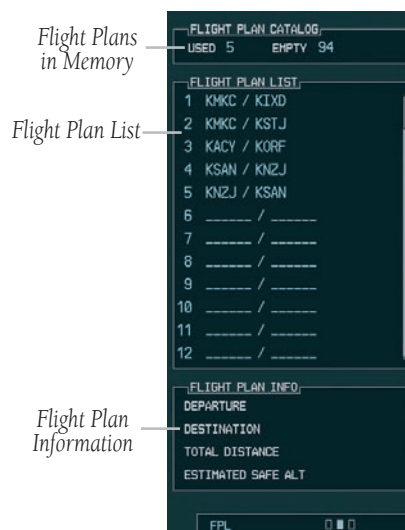 FLIGHT PLAN CATALOG
Flight Plans in Memory
USED 5 EMPTY 94
FLIGHT PLAN LIST
1 KMKC / KIXD
Flight Plan List
2 KMKC / KSTJ
3 KACY / KORF
4 KSAN / KNZJ
5 KNZJ / KSAN
6 ______ / ______
7 ______ / ______
8 ______ / ______
9 ______ / ______
10 ______ / ______
11 ______ / ______
12 ______ / ______
FLIGHT PLAN INFO
DEPARTURE
Flight Plan Information
DESTINATION
TOTAL DISTANCE
ESTIMATED SAFE ALT
FPL